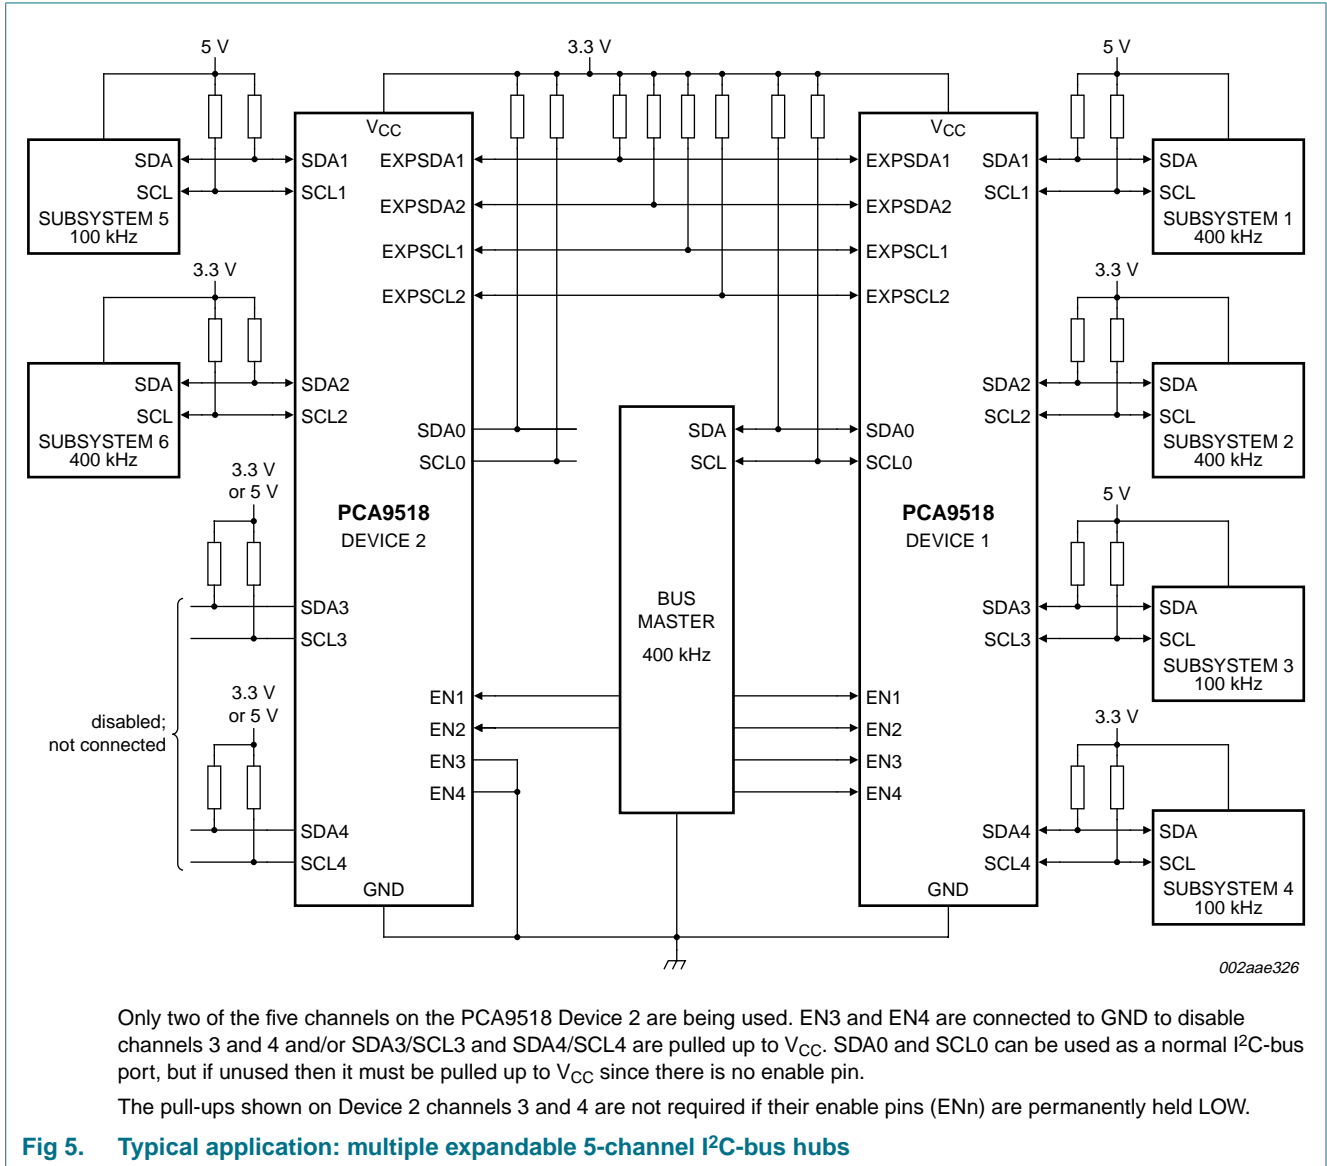 5 V
3.3 V
5 V
SDA
SCL
SUBSYSTEM 5
100 kHz
SDA1
SCL1
VCC
EXPSDA1
EXPSDA2
EXPSCL1
EXPSCL2
VCC
EXPSDA1
EXPSDA2
EXPSCL1
EXPSCL2
SDA1
SCL1
SDA
SCL
SUBSYSTEM 1
400 kHz
3.3 V
3.3 V
SDA
SCL
SUBSYSTEM 6
400 kHz
SDA2
SCL2
SDA0
SCL0
SDA
SCL
SDA0
SCL0
SDA2
SCL2
SDA
SCL
SUBSYSTEM 2
400 kHz
3.3 V
or 5 V
PCA9518
DEVICE 2
PCA9518
DEVICE 1
5 V
SDA3
SCL3
BUS
MASTER
400 kHz
SDA3
SCL3
SDA
SCL
SUBSYSTEM 3
100 kHz
3.3 V
or 5 V
disabled;
not connected
EN1
EN2
EN3
EN4
EN1
EN2
EN3
EN4
3.3 V
SDA4
SCL4
GND
SDA4
SCL4
GND
SDA
SCL
SUBSYSTEM 4
100 kHz
002aae326
Only two of the five channels on the PCA9518 Device 2 are being used. EN3 and EN4 are connected to GND to disable
channels 3 and 4 and/or SDA3/SCL3 and SDA4/SCL4 are pulled up to VCC. SDA0 and SCL0 can be used as a normal I2C-bus
port, but if unused then it must be pulled up to VCC since there is no enable pin.
The pull-ups shown on Device 2 channels 3 and 4 are not required if their enable pins (ENn) are permanently held LOW.
Fig 5. Typical application: multiple expandable 5-channel I2C-bus hubs